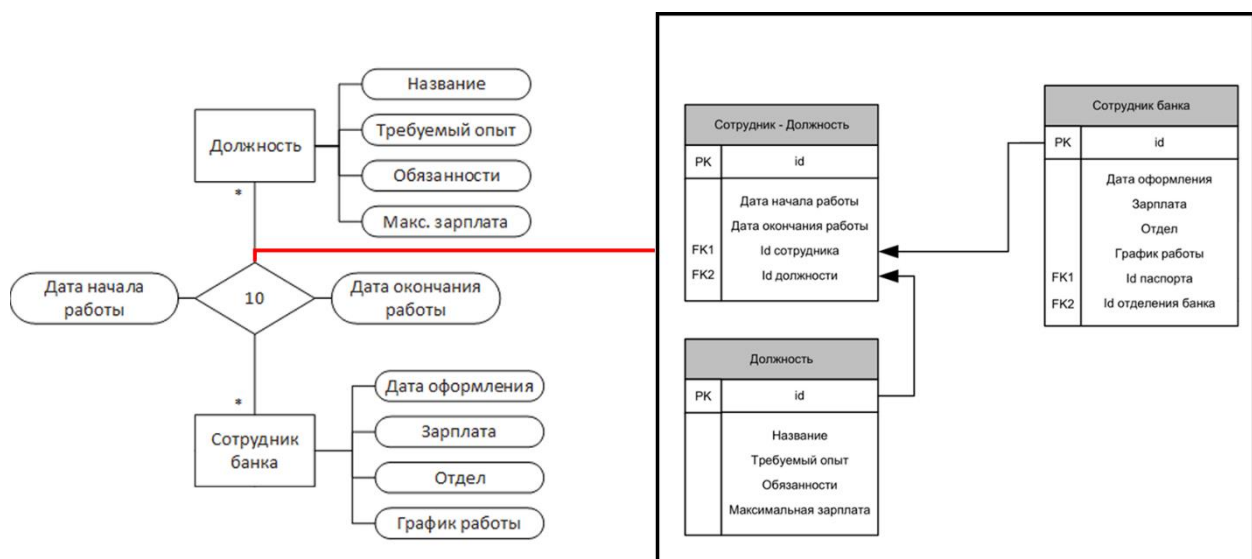 Должность
*
Название
Требуемый опыт
Обязанности
Макс. зарплата
Дата начала
работы
10
Дата окончания
работы
*
Сотрудник
банка
Дата оформления
Зарплата
Отдел
График работы
Сотрудник - Должность
PK id
Дата начала работы
Дата окончания работы
FK1 Id сотрудника
FK2 Id должности
Должность
PK id
Название
Требуемый опыт
Обязанности
Максимальная зарплата
Сотрудник банка
PK id
Дата оформления
Зарплата
Отдел
График работы
FK1 Id паспорта
FK2 Id отделения банка